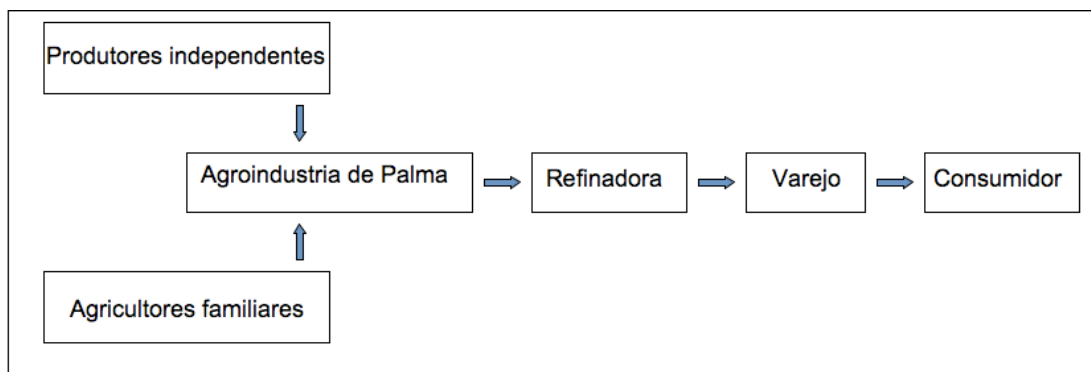 Produtores independentes
Agroindustria de Palma
Refinadora
Varejo
Consumidor
Agricultores familiares